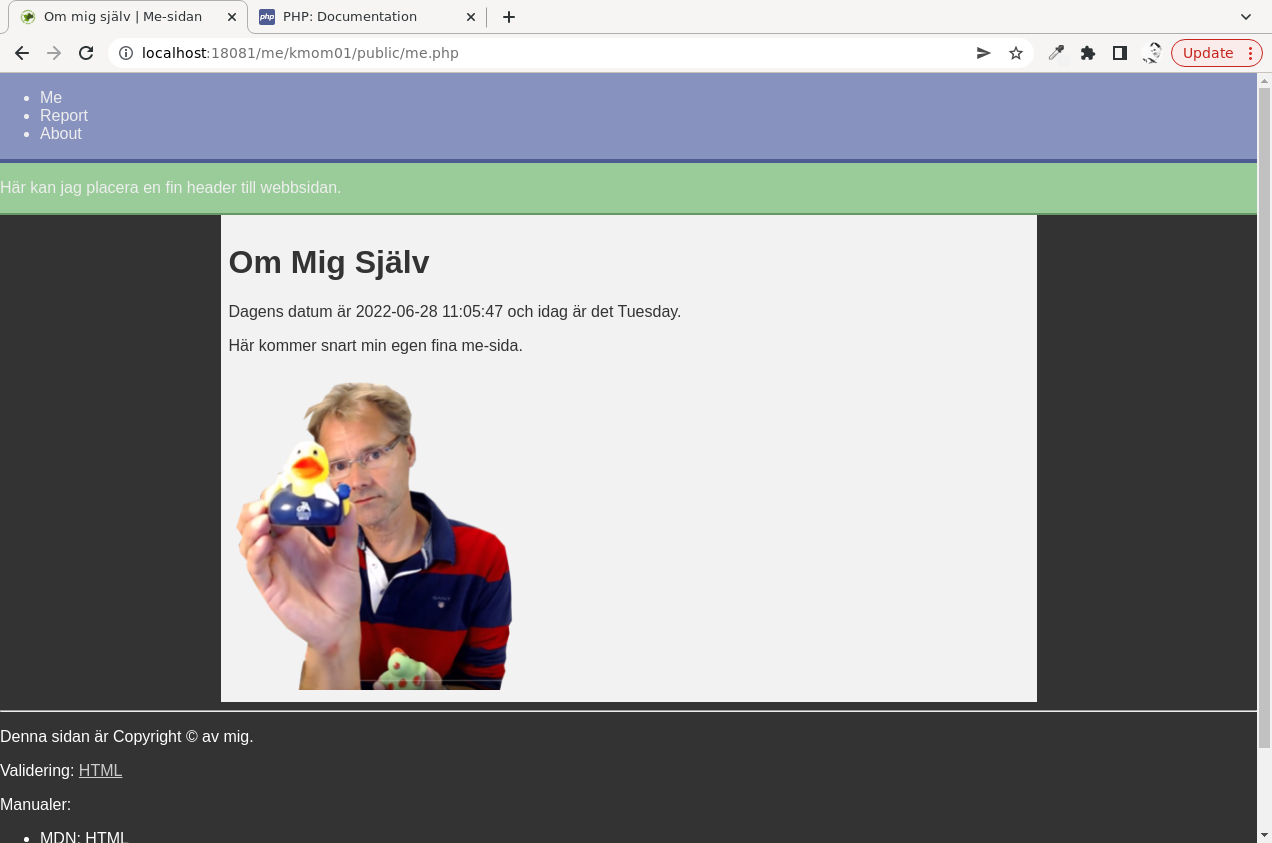 Om mig själv | Me-sidan
php
PHP: Documentation
localhost:18081/me/kmom01/public/me.php
Update
Me
Report
About
Här kan jag placera en fin header till webbsidan.
Om Mig Själv
Dagens datum är 2022-06-28 11:05:47 och idag är det Tuesday.
Här kommer snart min egen fina me-sida.
GANT
Denna sidan är Copyright © av mig.
Validering: HTML
Manualer:
MDN: HTML